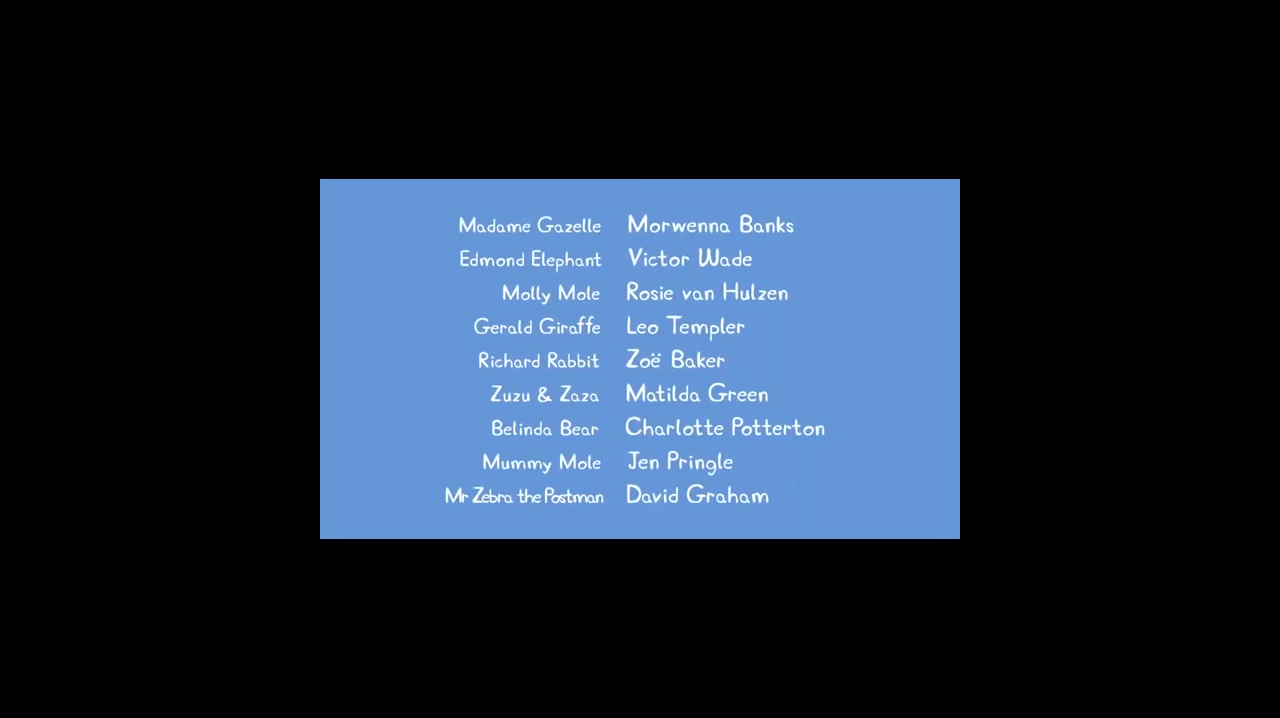 Madame Gazelle Morwenna Banks
Edmond Elephant Victor Wade
Molly Mole Rosie van Hulzen
Gerald Giraffe Leo Templer
Richard Rabbit Zoë Baker
Zuzu & Zaza Matilda Green
Belinda Bear Charlotte Potterton
Mummy Mole Jen Pringle
Mr Zebra the Postman David Graham